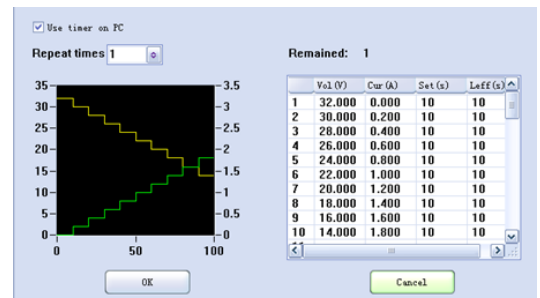 Use timer on PC
Repeat times 1
Remained: 1
35 3.5
30 3
25 2.5
20 2
15 1.5
10 1
5 0.5
0 0
0 50 100
OK
Vol(V) Cur(A) Set(s) Leff(s)
1 32.000 0.000 10 10
2 30.000 0.200 10 10
3 28.000 0.400 10 10
4 26.000 0.600 10 10
5 24.000 0.800 10 10
6 22.000 1.000 10 10
7 20.000 1.200 10 10
8 18.000 1.400 10 10
9 16.000 1.600 10 10
10 14.000 1.800 10 10
Cancel